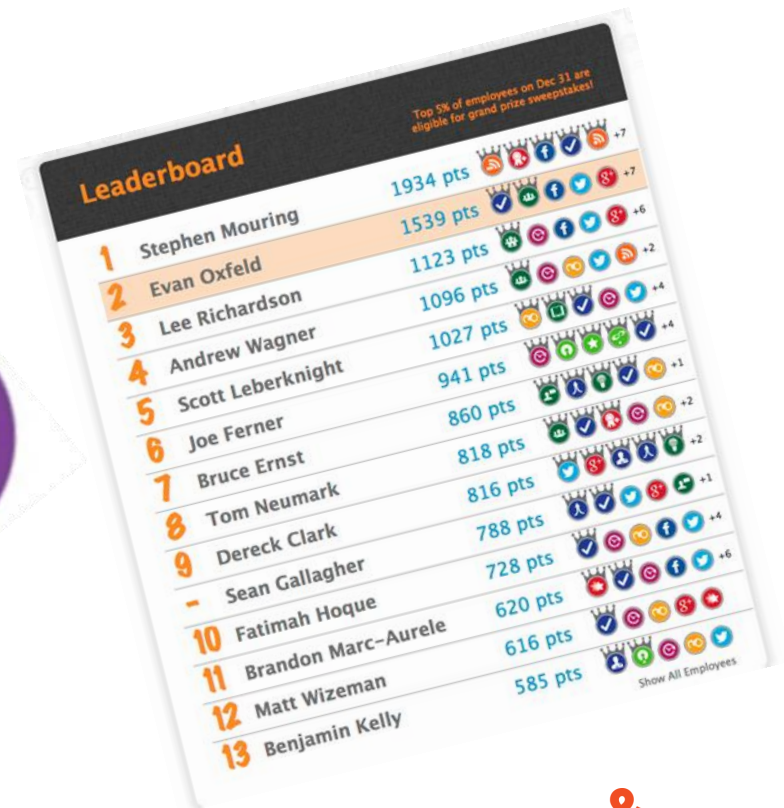 Leaderboard
Top 5% of employees on Dec 31 are
eligible for grand prize sweepstakes!
1 Stephen Mouring 1934 pts +7
2 Evan Oxfeld 1539 pts +7
3 Lee Richardson 1123 pts +6
4 Andrew Wagner 1096 pts +2
5 Scott Leberknight 1027 pts +4
6 Joe Ferner 941 pts +4
7 Bruce Ernst 860 pts +1
8 Tom Neumark 818 pts +2
9 Dereck Clark 816 pts +2
- Sean Gallagher 788 pts +1
10 Fatimah Hoque 728 pts +4
11 Brandon Marc-Aurele 620 pts +6
12 Matt Wizeman 616 pts
13 Benjamin Kelly 585 pts
Show All Employees